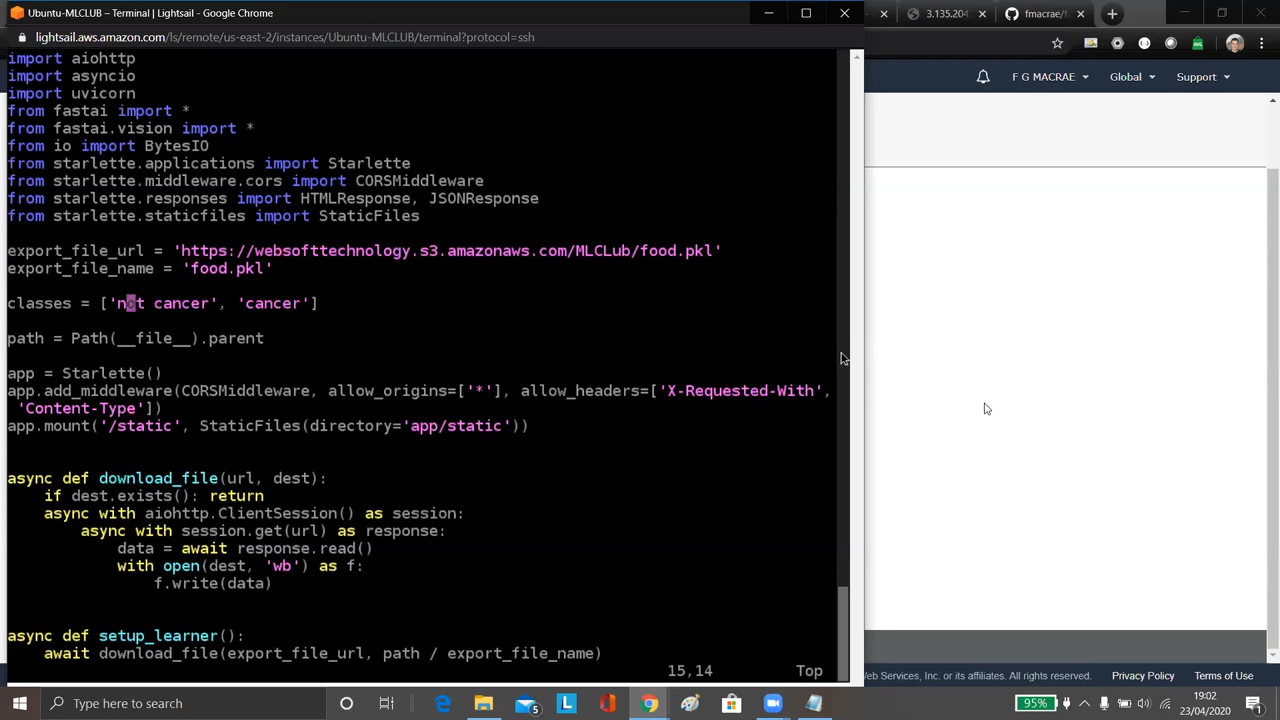 Ubuntu-MLCLUB – Terminal | Lightsail - Google Chrome
3.135.204
fmacrae/
lightsail.aws.amazon.com/ls/remote/us-east-2/instances/Ubuntu-MLCLUB/terminal?protocol=ssh
F G MACRAE
Global
Support
import aiohttp
import asyncio
import uvicorn
from fastai import *
from fastai.vision import *
from io import BytesIO
from starlette.applications import Starlette
from starlette.middleware.cors import CORSMiddleware
from starlette.responses import HTMLResponse, JSONResponse
from starlette.staticfiles import StaticFiles
export_file_url = 'https://websofttechnology.s3.amazonaws.com/MLCLub/food.pkl'
export_file_name = 'food.pkl'
classes = ['not cancer', 'cancer']
path = Path(__file__).parent
app = Starlette()
app.add_middleware(CORSMiddleware, allow_origins=['*'], allow_headers=['X-Requested-With',
'Content-Type'])
app.mount('/static', StaticFiles(directory='app/static'))
async def download_file(url, dest):
if dest.exists(): return
async with aiohttp.ClientSession() as session:
async with session.get(url) as response:
data = await response.read()
with open(dest, 'wb') as f:
f.write(data)
async def setup_learner():
await download_file(export_file_url, path / export_file_name)
15,14
Top
Web Services, Inc. or its affiliates. All rights reserved.
Privacy Policy
Terms of Use
Type here to search
5
L
95%
19:02
23/04/2020
1